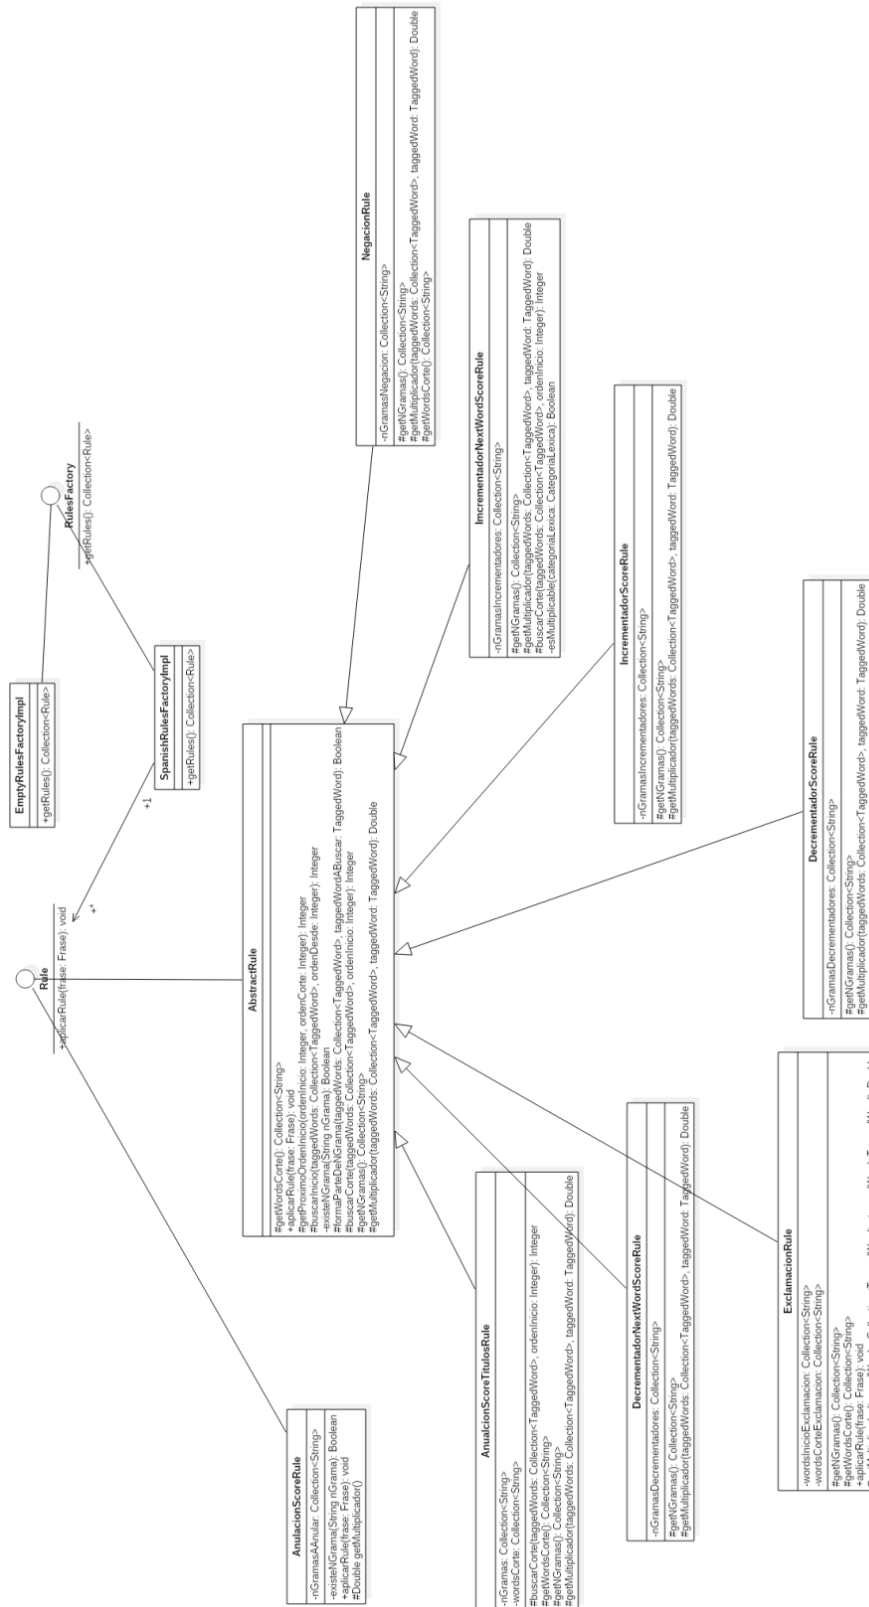 RulesFactory
+getRules(): Collection<Rule>
EmptyRulesFactoryImpl
+getRules(): Collection<Rule>
SpanishRulesFactoryImpl
+getRules(): Collection<Rule>
+1
+*
Rule
+aplicarRule(frase: Frase): void
AbstractRule
#getWordsCorte(): Collection<String>
+aplicarRule(frase: Frase): void
#getProximoOrdenInicio(ordenInicio: Integer, ordenCorte: Integer): Integer
#buscarInicio(taggedWords: Collection<TaggedWord>, ordenDesde: Integer): Integer
-existeNGrama(String nGrama): Boolean
#formaParteDeNGrama(taggedWords: Collection<TaggedWord>, taggedWordABuscar: TaggedWord): Boolean
#buscarCorte(taggedWords: Collection<TaggedWord>, ordenInicio: Integer): Integer
#getNGramas(): Collection<String>
#getMultiplicador(taggedWords: Collection<TaggedWord>, taggedWord: TaggedWord): Double
NegacionRule
-nGramasNegacion: Collection<String>
#getNGramas(): Collection<String>
#getMultiplicador(taggedWords: Collection<TaggedWord>, taggedWord: TaggedWord): Double
#getWordsCorte(): Collection<String>
ImcrementadorNextWordScoreRule
-nGramasIncrementadores: Collection<String>
#getNGramas(): Collection<String>
#getMultiplicador(taggedWords: Collection<TaggedWord>, taggedWord: TaggedWord): Double
#buscarCorte(taggedWords: Collection<TaggedWord>, ordenInicio: Integer): Integer
-esMultiplicable(categoriaLexica: CategoriaLexica): Boolean
IncrementadorScoreRule
-nGramasIncrementadores: Collection<String>
#getNGramas(): Collection<String>
#getMultiplicador(taggedWords: Collection<TaggedWord>, taggedWord: TaggedWord): Double
DecrementadorScoreRule
-nGramasDecrementadores: Collection<String>
#getNGramas(): Collection<String>
#getMultiplicador(taggedWords: Collection<TaggedWord>, taggedWord: TaggedWord): Double
AnulacionScoreRule
-nGramasAAnular: Collection<String>
-existeNGrama(String nGrama): Boolean
+aplicarRule(frase: Frase): void
#Double getMultiplicador()
AnualcionScoreTitulosRule
-nGramas: Collection<String>
-wordsCorte: Collection<String>
#buscarCorte(taggedWords: Collection<TaggedWord>, ordenInicio: Integer): Integer
#getWordsCorte(): Collection<String>
#getNGramas(): Collection<String>
#getMultiplicador(taggedWords: Collection<TaggedWord>, taggedWord: TaggedWord): Double
DecrementadorNextWordScoreRule
-nGramasDecrementadores: Collection<String>
#getNGramas(): Collection<String>
#getMultiplicador(taggedWords: Collection<TaggedWord>, taggedWord: TaggedWord): Double
ExclamacionRule
-wordsInicioExclamacion: Collection<String>
-wordsCorteExclamacion: Collection<String>
#getNGramas(): Collection<String>
#getWordsCorte(): Collection<String>
+aplicarRule(frase: Frase): void